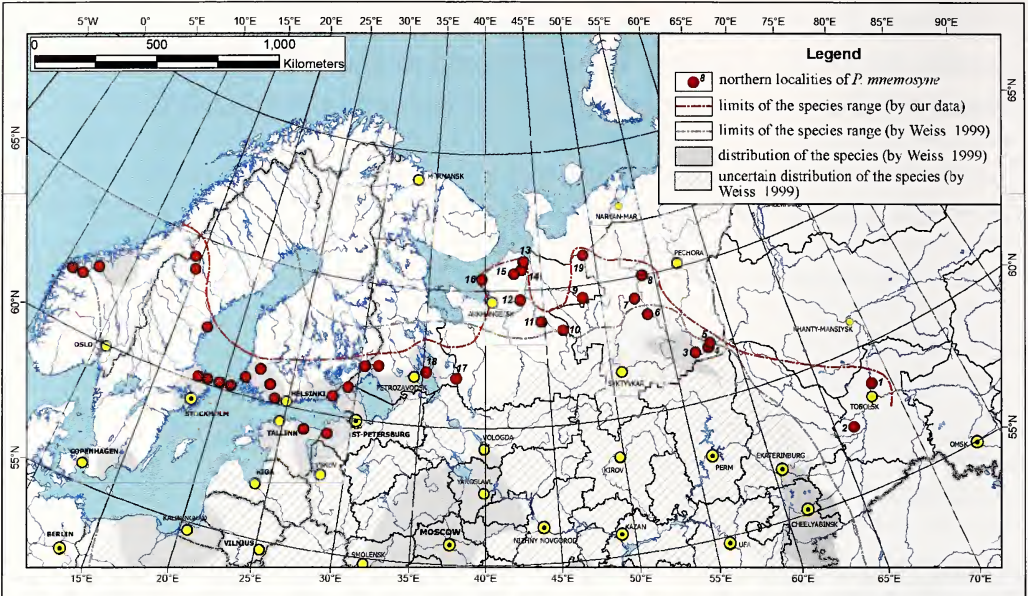 5°W 0° 5°E 10°E 15°E 20°E 25°E 30°E 35°E 40°E 45°E 50°E 55°E 60°E 65°E 70°E 75°E 80°E 85°E 90°E
0 500 1,000
Kilometers
Legend
8 northern localities of P. mnemosyne
limits of the species range (by our data)
limits of the species range (by Weiss 1999)
distribution of the species (by Weiss 1999)
uncertain distribution of the species (by
Weiss 1999)
65°N
65°N
60°N
60°N
55°N
55°N
NARYAN-MAR
PECHORA
13
15
14
16
19
8
12
9
7
6
11
10
ARKHANGELSK
KHANTY-MANSIYSK
OSLO
5
3
18
17
PETROZAVODSK
SYKTYVKAR
1
TOBOLSK
2
HELSINKI
STOCKHOLM
TALLINN
ST-PETERSBURG
VOLOGDA
OMSK
COPENHAGEN
RIGA
PSKOV
KIROV
PERM
EKATERINBURG
YAROSLAVL
CHELYABINSK
KALININGRAD
BERLIN
VILNIUS
MOSCOW
NIZHNY NOVGOROD
KAZAN
UFA
SMOLENSK
15°E 20°E 25°E 30°E 35°E 40°E 45°E 50°E 55°E 60°E 65°E 70°E